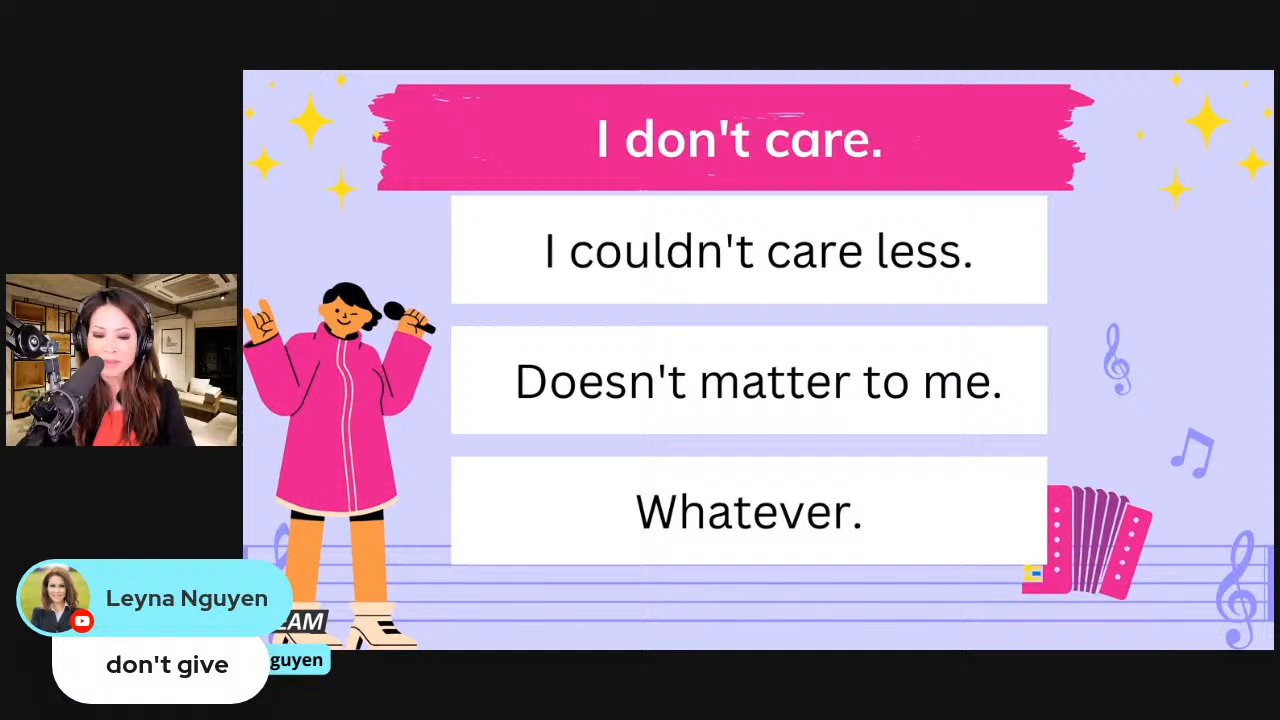 I don't care.
I couldn't care less.
Doesn't matter to me.
Whatever.
Leyna Nguyen
don't give